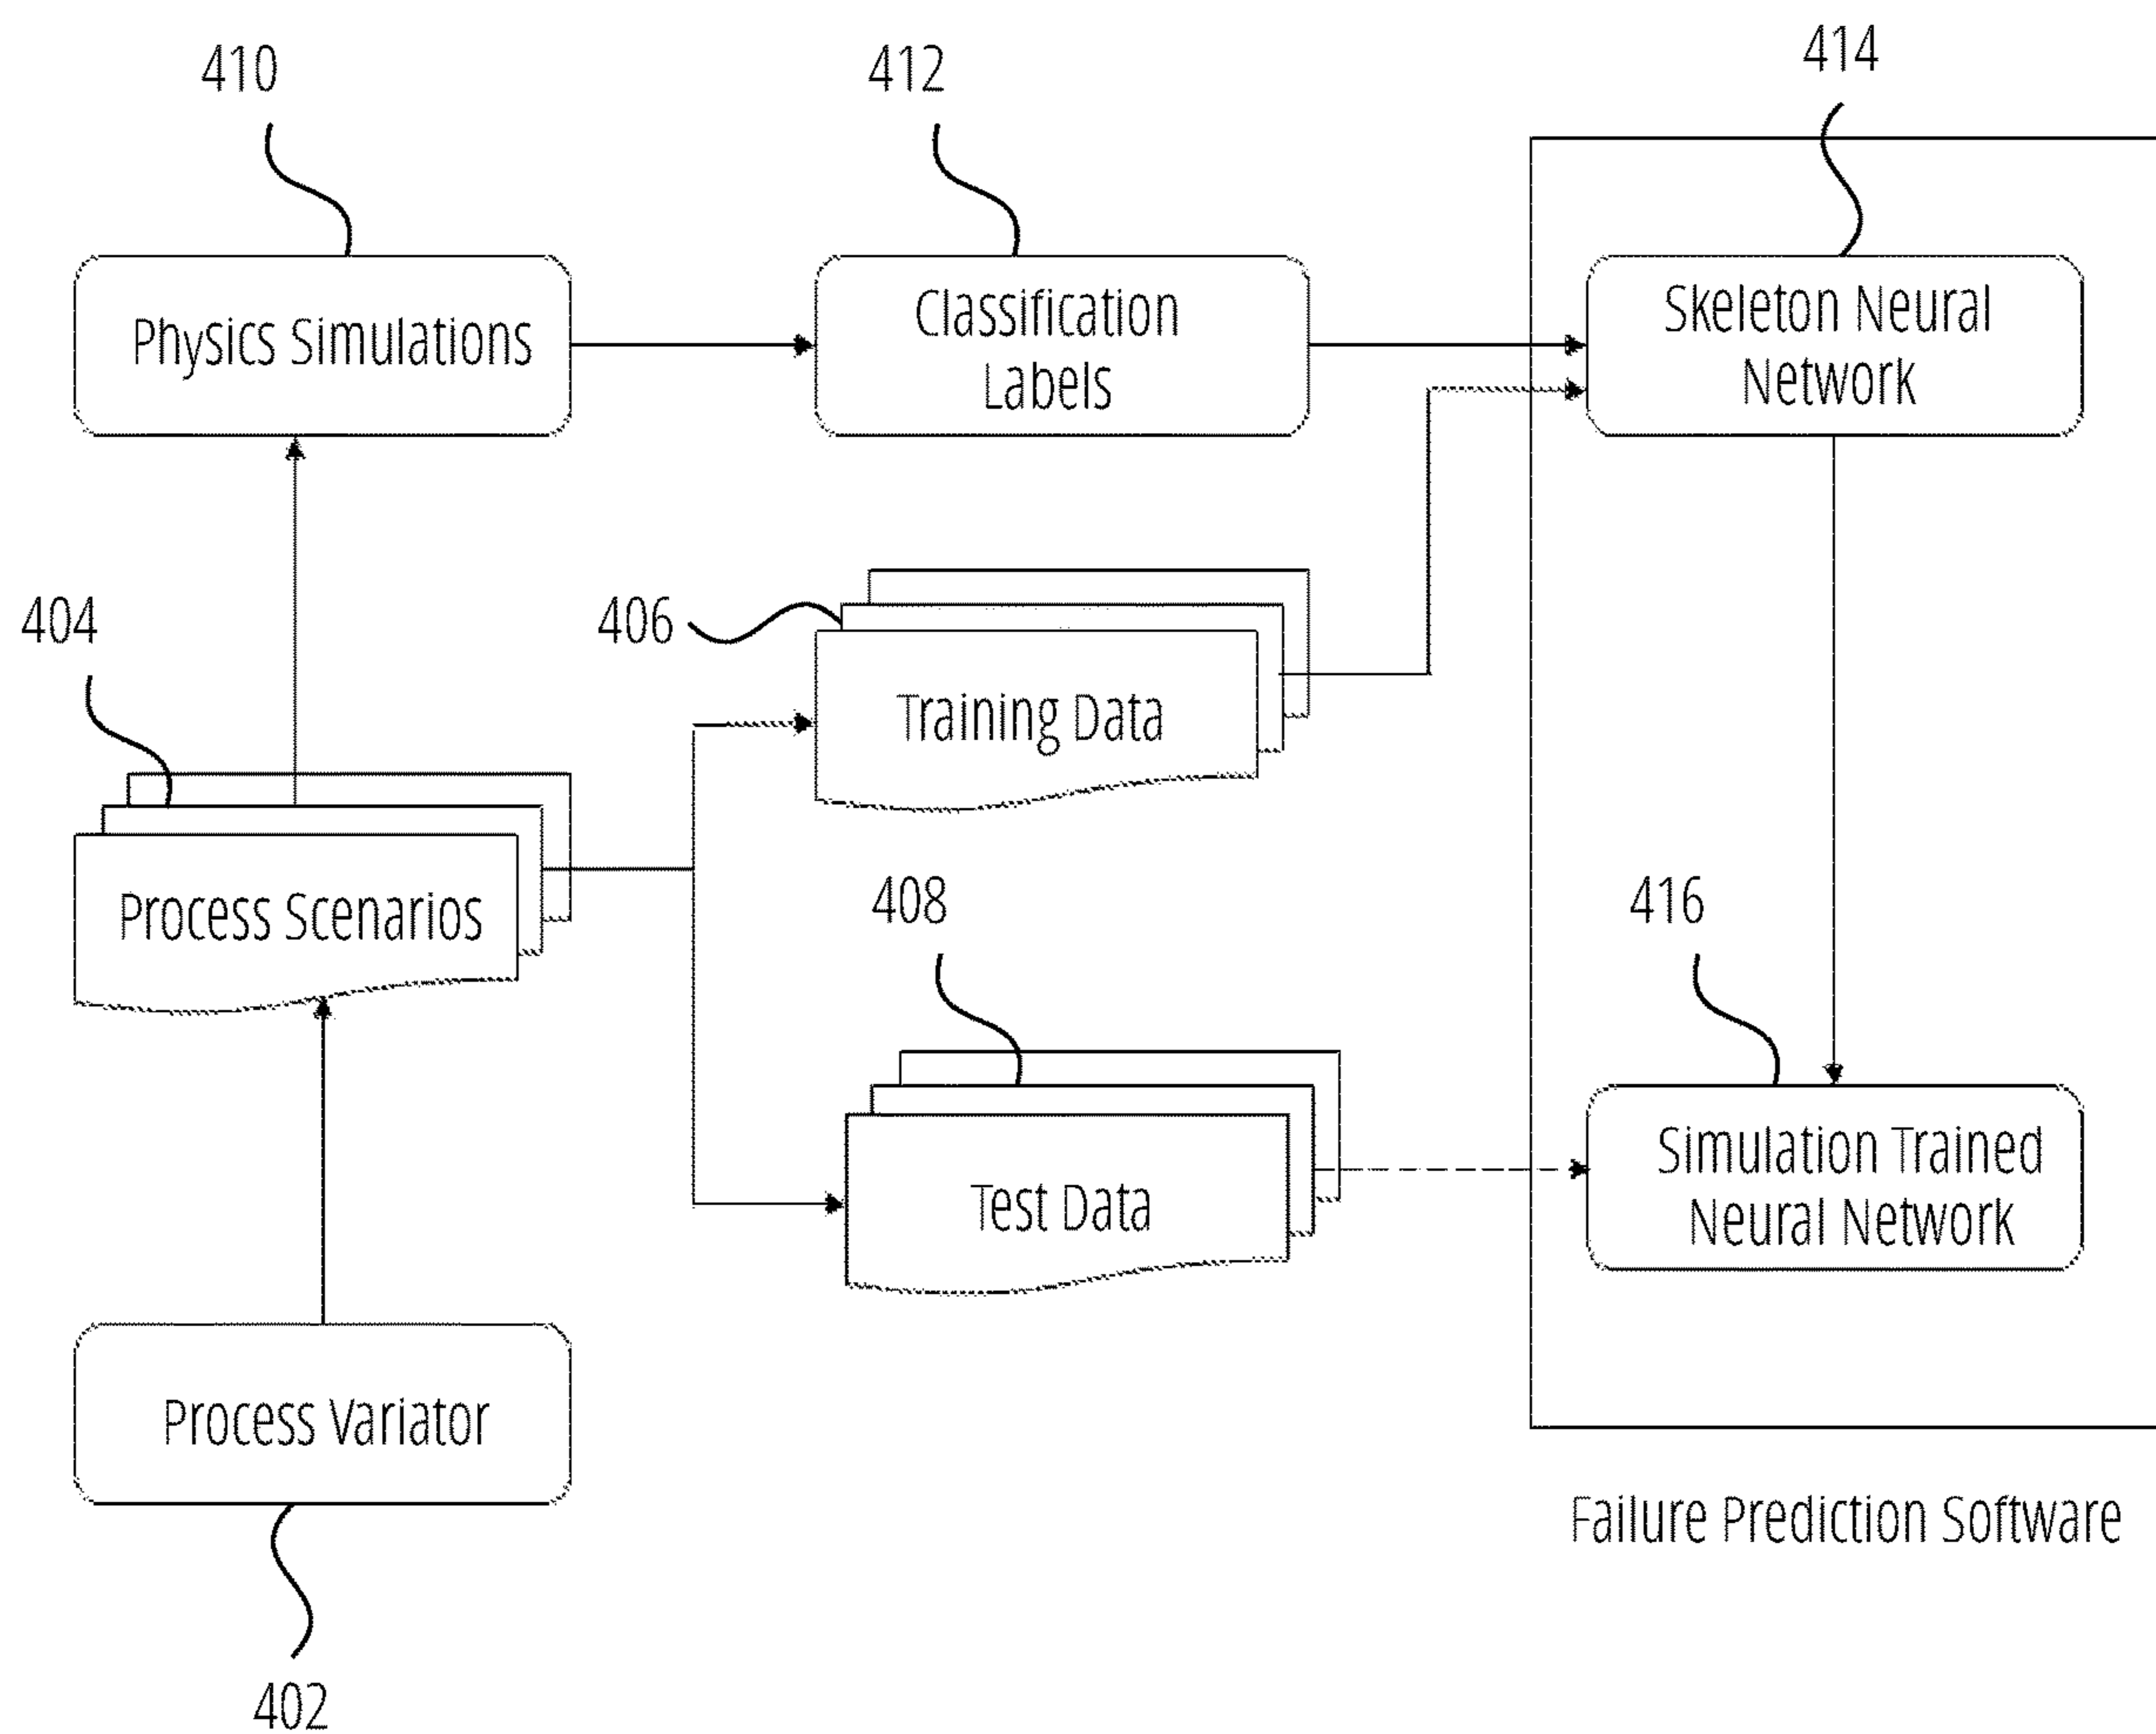 410
412
414
Physics Simulations
Classification
Labels
Skeleton Neural
Network
404
406
Training Data
Process Scenarios
408
416
Test Data
Simulation Trained
Neural Network
Process Variator
Failure Prediction Software
402